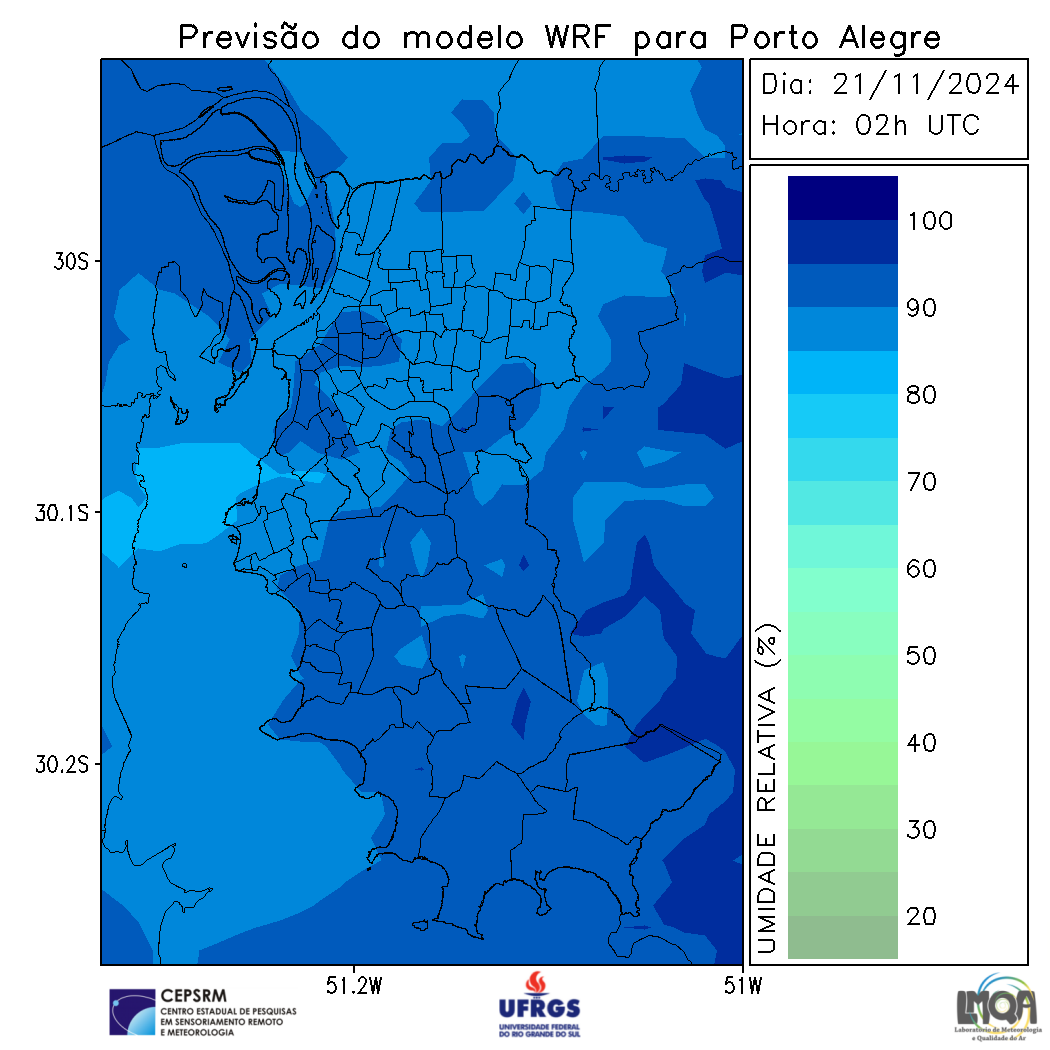 Previsão do modelo WRF para Porto Alegre
Dia: 21/11/2024
Hora: 02h UTC
30S
30.1S
30.2S
51.2W
51W
100
90
80
70
60
50
40
30
20
UMIDADE RELATIVA (%)
CEPSRM
CENTRO ESTADUAL DE PESQUISAS
EM SENSORIAMENTO REMOTO
E METEOROLOGIA
UFRGS
UNIVERSIDADE FEDERAL
DO RIO GRANDE DO SUL
LMQA
Laboratório de Meteorologia
e Qualidade do Ar